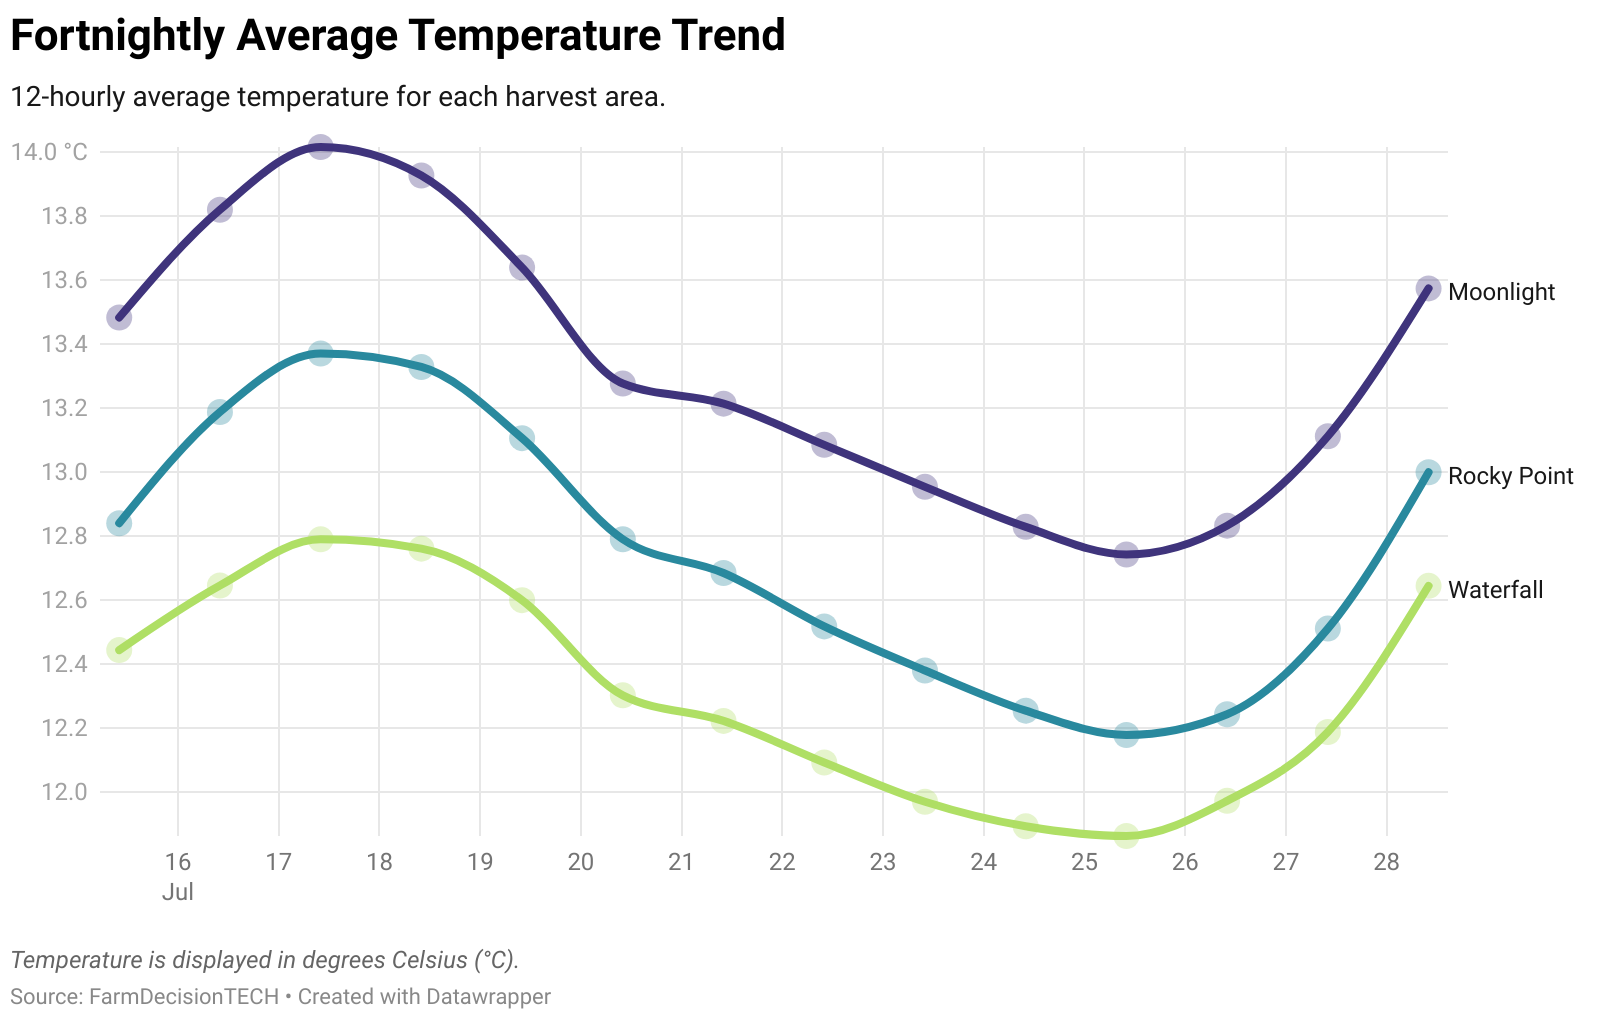 Fortnightly Average Temperature Trend
12-hourly average temperature for each harvest area.
14.0 °C
13.8
13.6
13.4
13.2
13.0
12.8
12.6
12.4
12.2
12.0
Moonlight
Rocky Point
Waterfall
16 17 18 19 20 21 22 23 24 25 26 27 28
Jul
Temperature is displayed in degrees Celsius (°C).
Source: FarmDecisionTECH • Created with Datawrapper